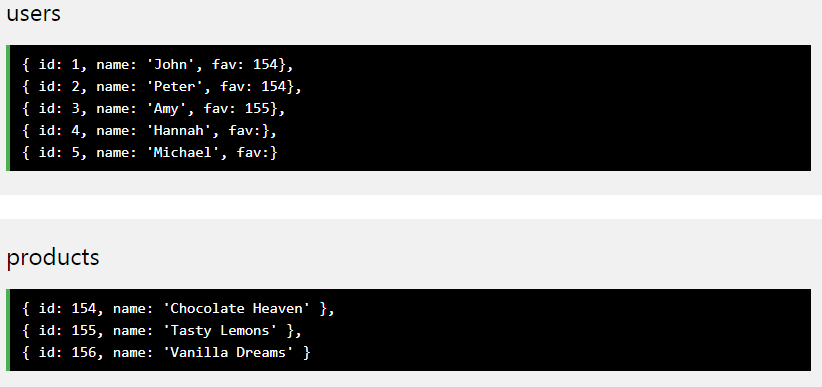 users
{ id: 1, name: 'John', fav: 154},
{ id: 2, name: 'Peter', fav: 154},
{ id: 3, name: 'Amy', fav: 155},
{ id: 4, name: 'Hannah', fav:},
{ id: 5, name: 'Michael', fav:}
products
{ id: 154, name: 'Chocolate Heaven' },
{ id: 155, name: 'Tasty Lemons' },
{ id: 156, name: 'Vanilla Dreams' }